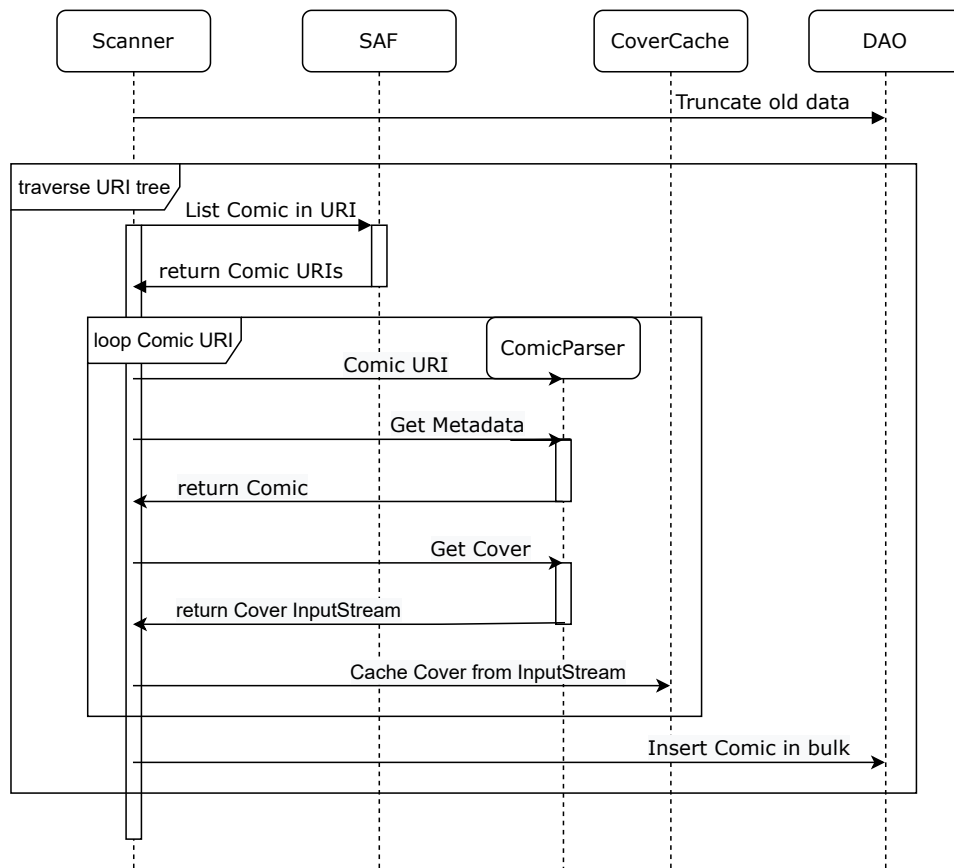 Scanner
SAF
CoverCache
DAO
Truncate old data
traverse URI tree
List Comic in URI
return Comic URIs
loop Comic URI
ComicParser
Comic URI
Get Metadata
return Comic
Get Cover
return Cover InputStream
Cache Cover from InputStream
Insert Comic in bulk